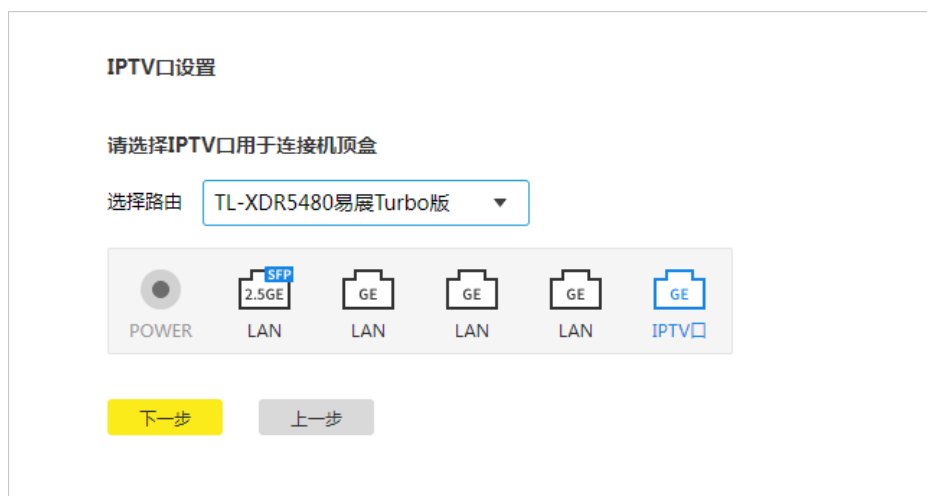 IPTV口设置
请选择IPTV口用于连接机顶盒
选择路由 TL-XDR5480易展Turbo版
SFP
2.5GE GE GE GE GE
POWER LAN LAN LAN LAN IPTV口
下一步 上一步